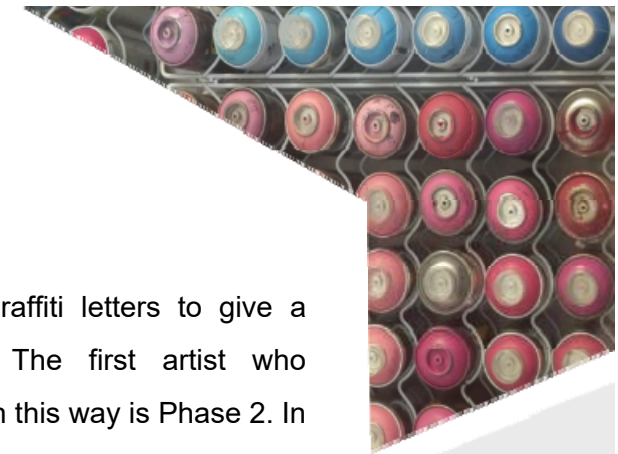 raffiti letters to give a
The first artist who
this way is Phase 2. In